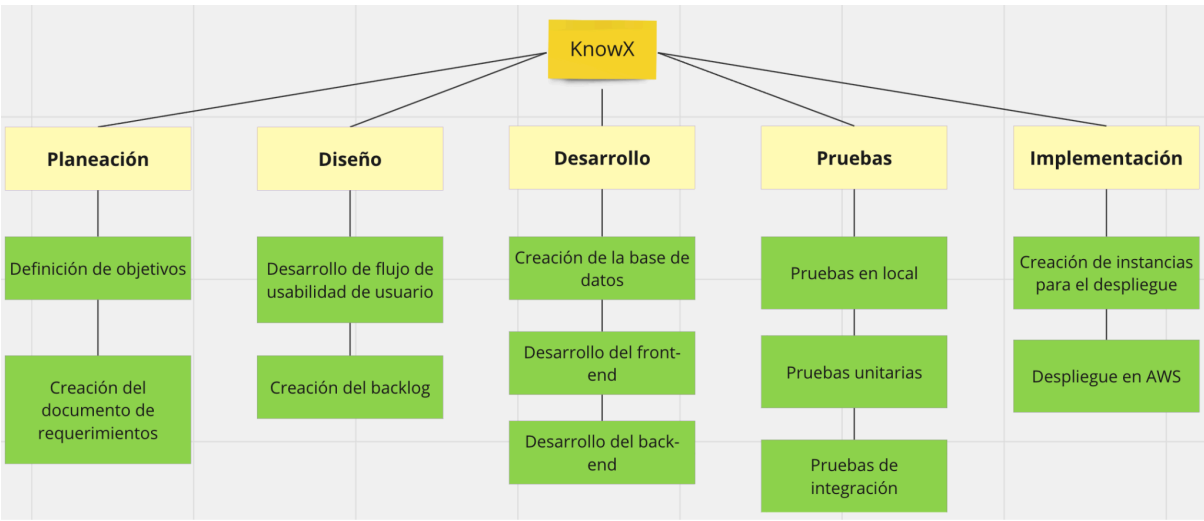 KnowX
Planeación
Definición de objetivos
Creación del
documento de
requerimientos
Diseño
Desarrollo de flujo de
usabilidad de usuario
Creación del backlog
Desarrollo
Creación de la base de
datos
Desarrollo del front-
end
Desarrollo del back-
end
Pruebas
Pruebas en local
Pruebas unitarias
Pruebas de
integración
Implementación
Creación de instancias
para el despliegue
Despliegue en AWS